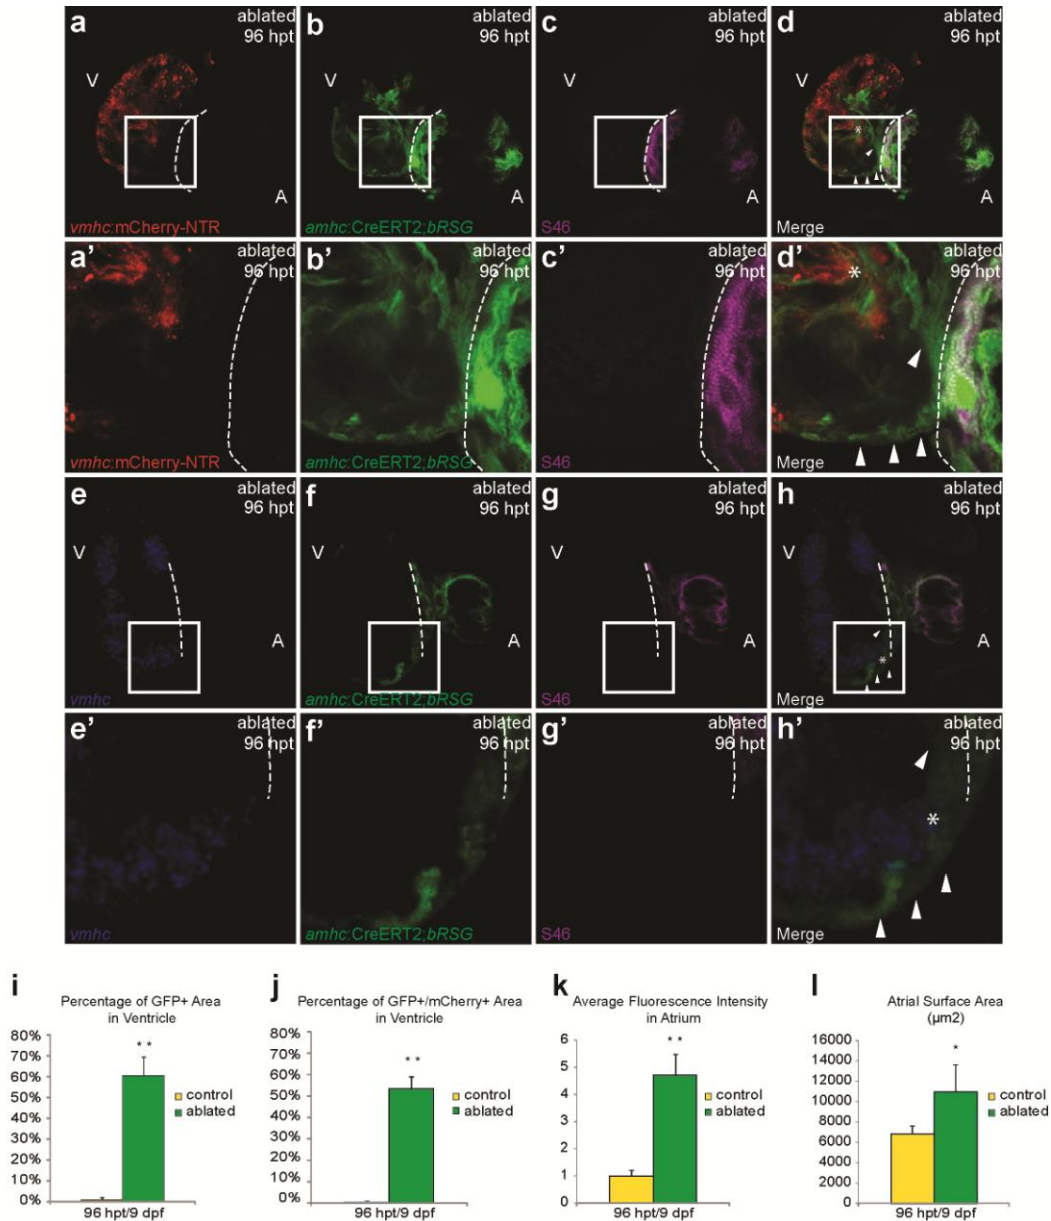 a
ablated
96 hpt
V
A
vmhc:mCherry-NTR
b
ablated
96 hpt
amhc:CreERT2;bRSG
c
ablated
96 hpt
S46
d
ablated
96 hpt
V
*
A
Merge
a’
ablated
96 hpt
vmhc:mCherry-NTR
b’
ablated
96 hpt
amhc:CreERT2;bRSG
c’
ablated
96 hpt
S46
d’
ablated
96 hpt
*
Merge
e
ablated
96 hpt
V
A
vmhc
f
ablated
96 hpt
amhc:CreERT2;bRSG
g
ablated
96 hpt
S46
h
ablated
96 hpt
V
*
A
Merge
e’
ablated
96 hpt
vmhc
f’
ablated
96 hpt
amhc:CreERT2;bRSG
g’
ablated
96 hpt
S46
h’
ablated
96 hpt
*
Merge
i
Percentage of GFP+ Area
in Ventricle
80%
70%
60%
50%
40%
30%
20%
10%
0%
* *
control
ablated
96 hpt/9 dpf
j
Percentage of GFP+/mCherry+ Area
in Ventricle
80%
70%
60%
50%
40%
30%
20%
10%
0%
* *
control
ablated
96 hpt/9 dpf
k
Average Fluorescence Intensity
in Atrium
6
5
4
3
2
1
0
* *
control
ablated
96 hpt/9 dpf
l
Atrial Surface Area
(µm2)
16000
14000
12000
10000
8000
6000
4000
2000
0
*
control
ablated
96 hpt/9 dpf